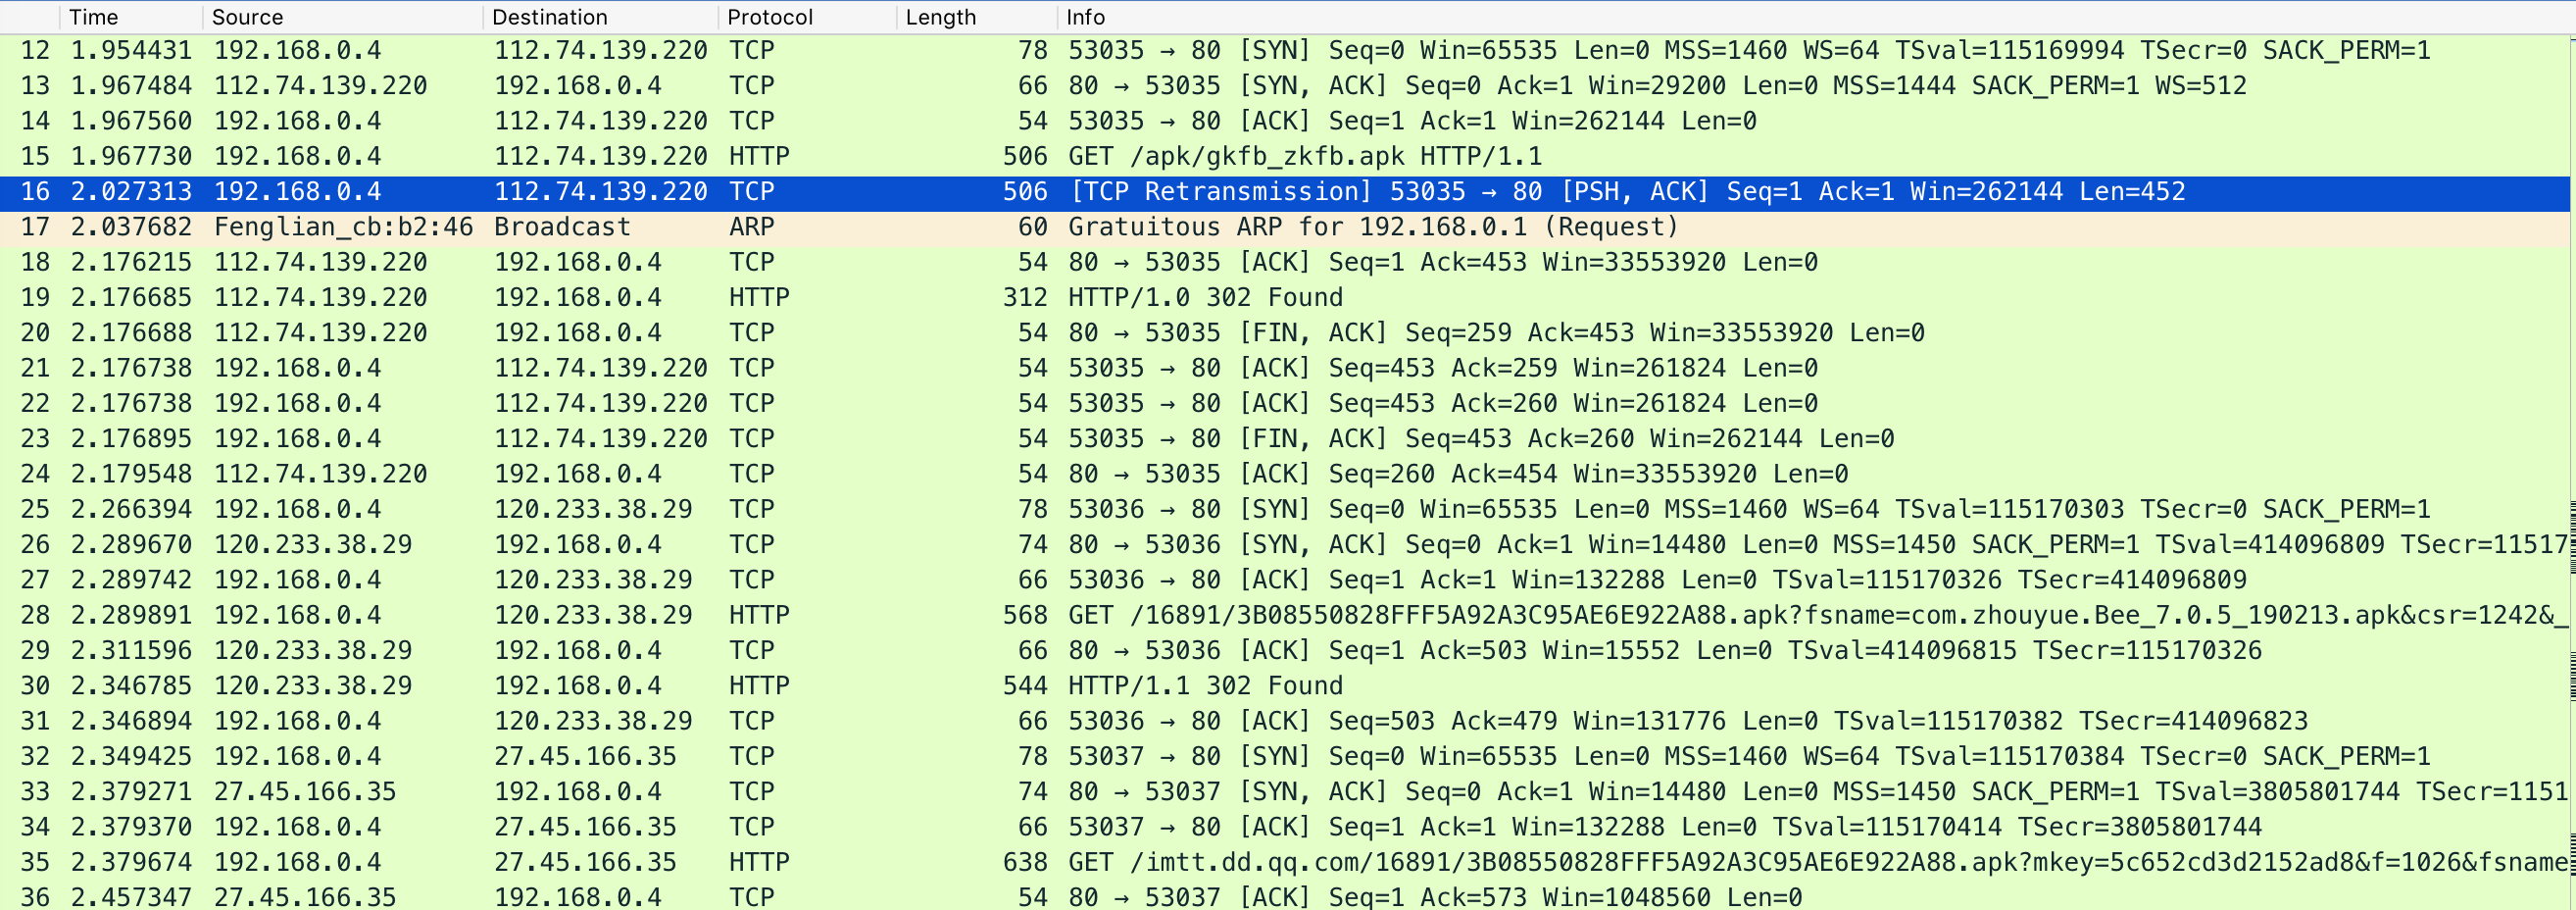 Time Source Destination Protocol Length Info
12 1.954431 192.168.0.4 112.74.139.220 TCP 78 53035 → 80 [SYN] Seq=0 Win=65535 Len=0 MSS=1460 WS=64 TSval=115169994 TSecr=0 SACK_PERM=1
13 1.967484 112.74.139.220 192.168.0.4 TCP 66 80 → 53035 [SYN, ACK] Seq=0 Ack=1 Win=29200 Len=0 MSS=1444 SACK_PERM=1 WS=512
14 1.967560 192.168.0.4 112.74.139.220 TCP 54 53035 → 80 [ACK] Seq=1 Ack=1 Win=262144 Len=0
15 1.967730 192.168.0.4 112.74.139.220 HTTP 506 GET /apk/gkfb_zkfb.apk HTTP/1.1
16 2.027313 192.168.0.4 112.74.139.220 TCP 506 [TCP Retransmission] 53035 → 80 [PSH, ACK] Seq=1 Ack=1 Win=262144 Len=452
17 2.037682 Fenglian_cb:b2:46 Broadcast ARP 60 Gratuitous ARP for 192.168.0.1 (Request)
18 2.176215 112.74.139.220 192.168.0.4 TCP 54 80 → 53035 [ACK] Seq=1 Ack=453 Win=33553920 Len=0
19 2.176685 112.74.139.220 192.168.0.4 HTTP 312 HTTP/1.0 302 Found
20 2.176688 112.74.139.220 192.168.0.4 TCP 54 80 → 53035 [FIN, ACK] Seq=259 Ack=453 Win=33553920 Len=0
21 2.176738 192.168.0.4 112.74.139.220 TCP 54 53035 → 80 [ACK] Seq=453 Ack=259 Win=261824 Len=0
22 2.176738 192.168.0.4 112.74.139.220 TCP 54 53035 → 80 [ACK] Seq=453 Ack=260 Win=261824 Len=0
23 2.176895 192.168.0.4 112.74.139.220 TCP 54 53035 → 80 [FIN, ACK] Seq=453 Ack=260 Win=262144 Len=0
24 2.179548 112.74.139.220 192.168.0.4 TCP 54 80 → 53035 [ACK] Seq=260 Ack=454 Win=33553920 Len=0
25 2.266394 192.168.0.4 120.233.38.29 TCP 78 53036 → 80 [SYN] Seq=0 Win=65535 Len=0 MSS=1460 WS=64 TSval=115170303 TSecr=0 SACK_PERM=1
26 2.289670 120.233.38.29 192.168.0.4 TCP 74 80 → 53036 [SYN, ACK] Seq=0 Ack=1 Win=14480 Len=0 MSS=1450 SACK_PERM=1 TSval=414096809 TSecr=11517
27 2.289742 192.168.0.4 120.233.38.29 TCP 66 53036 → 80 [ACK] Seq=1 Ack=1 Win=132288 Len=0 TSval=115170326 TSecr=414096809
28 2.289891 192.168.0.4 120.233.38.29 HTTP 568 GET /16891/3B08550828FFF5A92A3C95AE6E922A88.apk?fsname=com.zhouyue.Bee_7.0.5_190213.apk&csr=1242&_
29 2.311596 120.233.38.29 192.168.0.4 TCP 66 80 → 53036 [ACK] Seq=1 Ack=503 Win=15552 Len=0 TSval=414096815 TSecr=115170326
30 2.346785 120.233.38.29 192.168.0.4 HTTP 544 HTTP/1.1 302 Found
31 2.346894 192.168.0.4 120.233.38.29 TCP 66 53036 → 80 [ACK] Seq=503 Ack=479 Win=131776 Len=0 TSval=115170382 TSecr=414096823
32 2.349425 192.168.0.4 27.45.166.35 TCP 78 53037 → 80 [SYN] Seq=0 Win=65535 Len=0 MSS=1460 WS=64 TSval=115170384 TSecr=0 SACK_PERM=1
33 2.379271 27.45.166.35 192.168.0.4 TCP 74 80 → 53037 [SYN, ACK] Seq=0 Ack=1 Win=14480 Len=0 MSS=1450 SACK_PERM=1 TSval=3805801744 TSecr=1151
34 2.379370 192.168.0.4 27.45.166.35 TCP 66 53037 → 80 [ACK] Seq=1 Ack=1 Win=132288 Len=0 TSval=115170414 TSecr=3805801744
35 2.379674 192.168.0.4 27.45.166.35 HTTP 638 GET /imtt.dd.qq.com/16891/3B08550828FFF5A92A3C95AE6E922A88.apk?mkey=5c652cd3d2152ad8&f=1026&fsname
36 2.457347 27.45.166.35 192.168.0.4 TCP 54 80 → 53037 [ACK] Seq=1 Ack=573 Win=1048560 Len=0